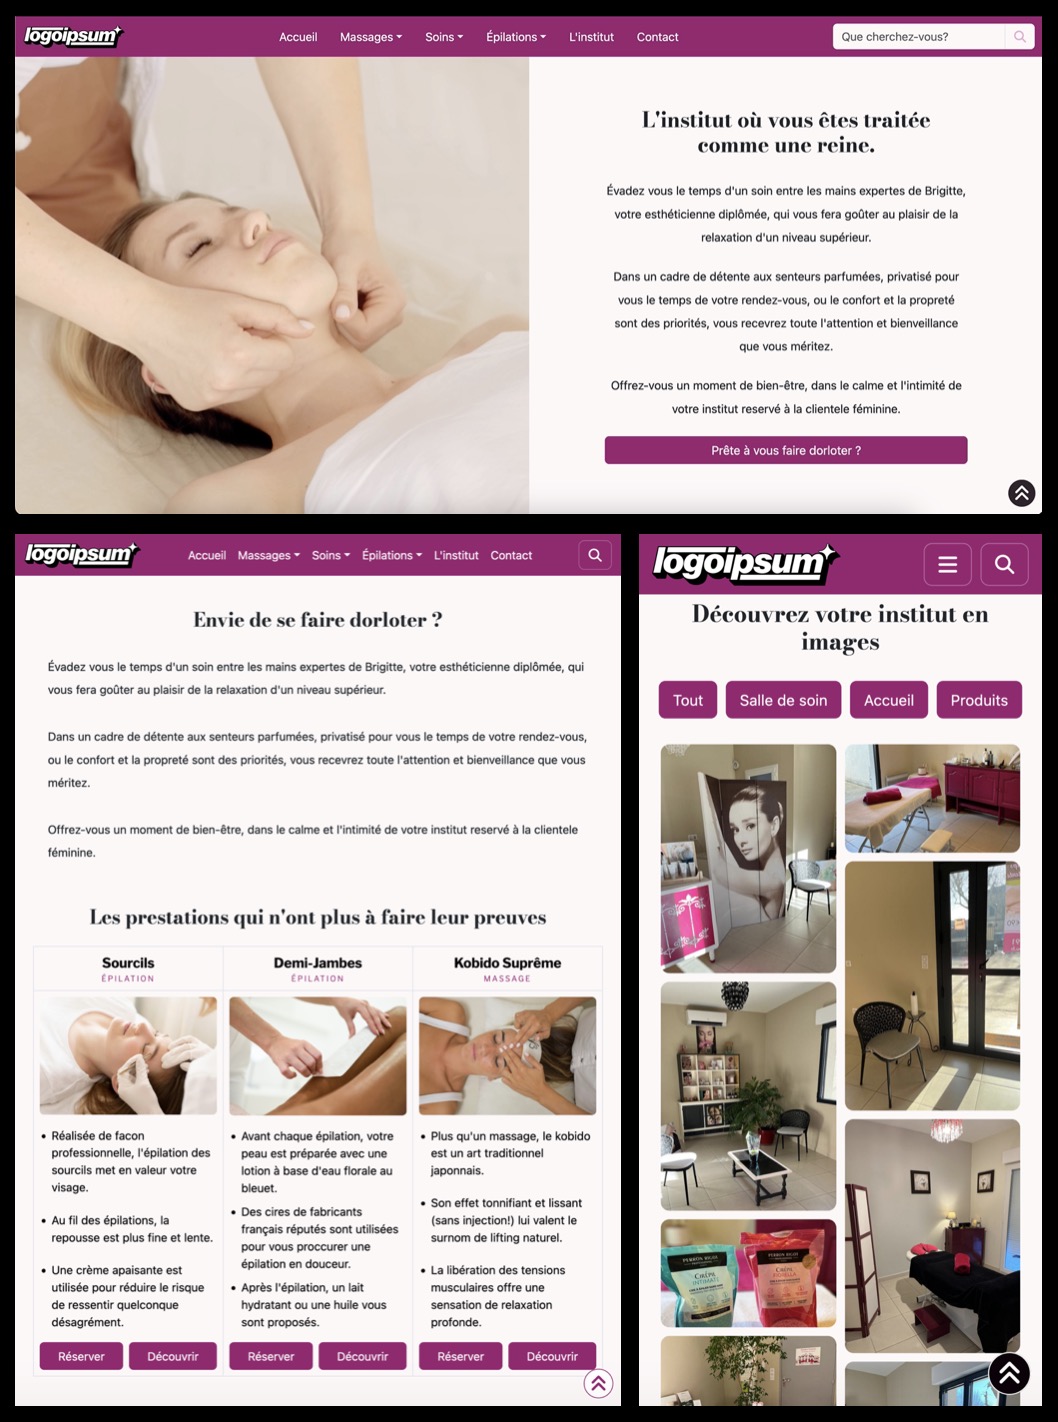 logoipsum
Accueil Massages Soins Épilations L'institut Contact
Que cherchez-vous?
L'institut où vous êtes traitée
comme une reine.
Évadez vous le temps d'un soin entre les mains expertes de Brigitte,
votre esthéticienne diplômée, qui vous fera goûter au plaisir de la
relaxation d'un niveau supérieur.
Dans un cadre de détente aux senteurs parfumées, privatisé pour
vous le temps de votre rendez-vous, ou le confort et la propreté
sont des priorités, vous recevrez toute l'attention et bienveillance
que vous méritez.
Offrez-vous un moment de bien-être, dans le calme et l'intimité de
votre institut reservé à la clientele féminine.
Prête à vous faire dorloter ?
logoipsum
Accueil Massages Soins Épilations L'institut Contact
Envie de se faire dorloter ?
Évadez vous le temps d'un soin entre les mains expertes de Brigitte, votre esthéticienne diplômée, qui
vous fera goûter au plaisir de la relaxation d'un niveau supérieur.
Dans un cadre de détente aux senteurs parfumées, privatisé pour vous le temps de votre rendez-vous,
ou le confort et la propreté sont des priorités, vous recevrez toute l'attention et bienveillance que vous
méritez.
Offrez-vous un moment de bien-être, dans le calme et l'intimité de votre institut reservé à la clientele
féminine.
Les prestations qui n'ont plus à faire leur preuves
Sourcils
ÉPILATION
Réalisée de facon
professionnelle, l'épilation des
sourcils met en valeur votre
visage.
Au fil des épilations, la
repousse est plus fine et lente.
Une crème apaisante est
utilisée pour réduire le risque
de ressentir quelconque
désagrément.
Réserver Découvrir
Demi-Jambes
ÉPILATION
Avant chaque épilation, votre
peau est préparée avec une
lotion à base d'eau florale au
bleuet.
Des cires de fabricants
français réputés sont utilisées
pour vous proccurer une
épilation en douceur.
Après l'épilation, un lait
hydratant ou une huile vous
sont proposés.
Réserver Découvrir
Kobido Suprême
MASSAGE
Plus qu'un massage, le kobido
est un art traditionnel
japonnais.
Son effet tonnifiant et lissant
(sans injection!) lui valent le
surnom de lifting naturel.
La libération des tensions
musculaires offre une
sensation de relaxation
profonde.
Réserver Découvrir
logoipsum
Découvrez votre institut en
images
Tout Salle de soin Accueil Produits
PERRON RIGOT
CIRÉPIL
INTIMATE
PERRON RIGOT
CIRÉPIL